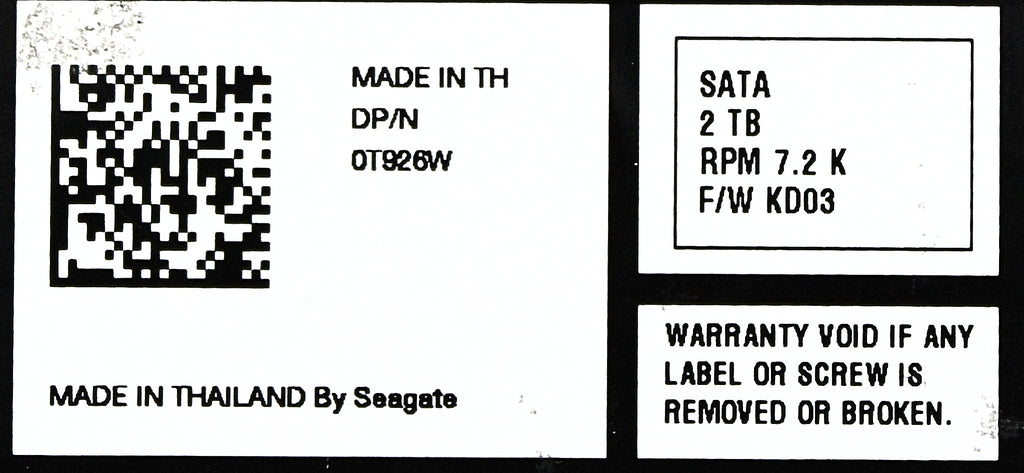 MADE IN TH
DP/N
0T926W
MADE IN THAILAND By Seagate
SATA
2 TB
RPM 7.2 K
F/W KD03
WARRANTY VOID IF ANY
LABEL OR SCREW IS
REMOVED OR BROKEN.